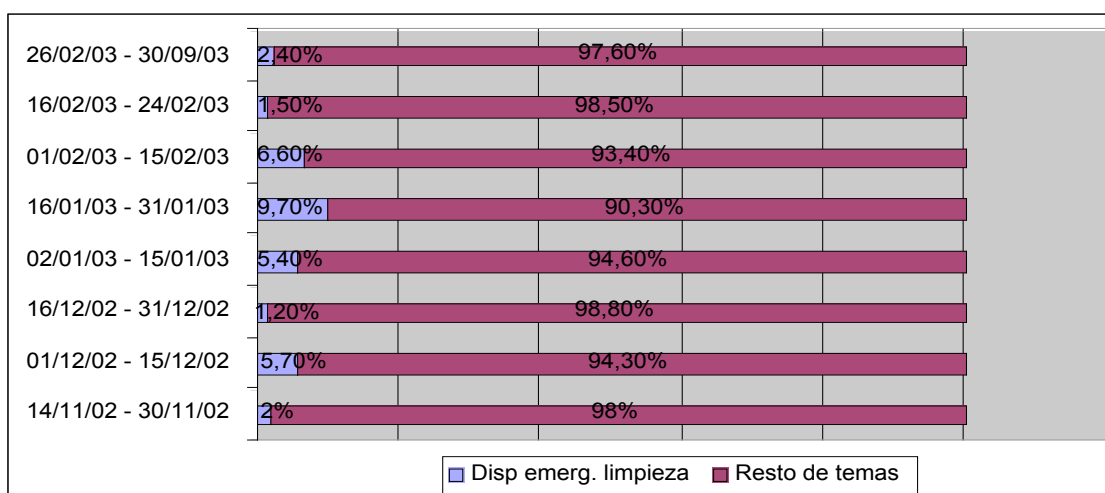 26/02/03 - 30/09/03 2,40% 97,60%
16/02/03 - 24/02/03 1,50% 98,50%
01/02/03 - 15/02/03 6,60% 93,40%
16/01/03 - 31/01/03 9,70% 90,30%
02/01/03 - 15/01/03 5,40% 94,60%
16/12/02 - 31/12/02 1,20% 98,80%
01/12/02 - 15/12/02 5,70% 94,30%
14/11/02 - 30/11/02 2% 98%
Disp emerg. limpieza Resto de temas